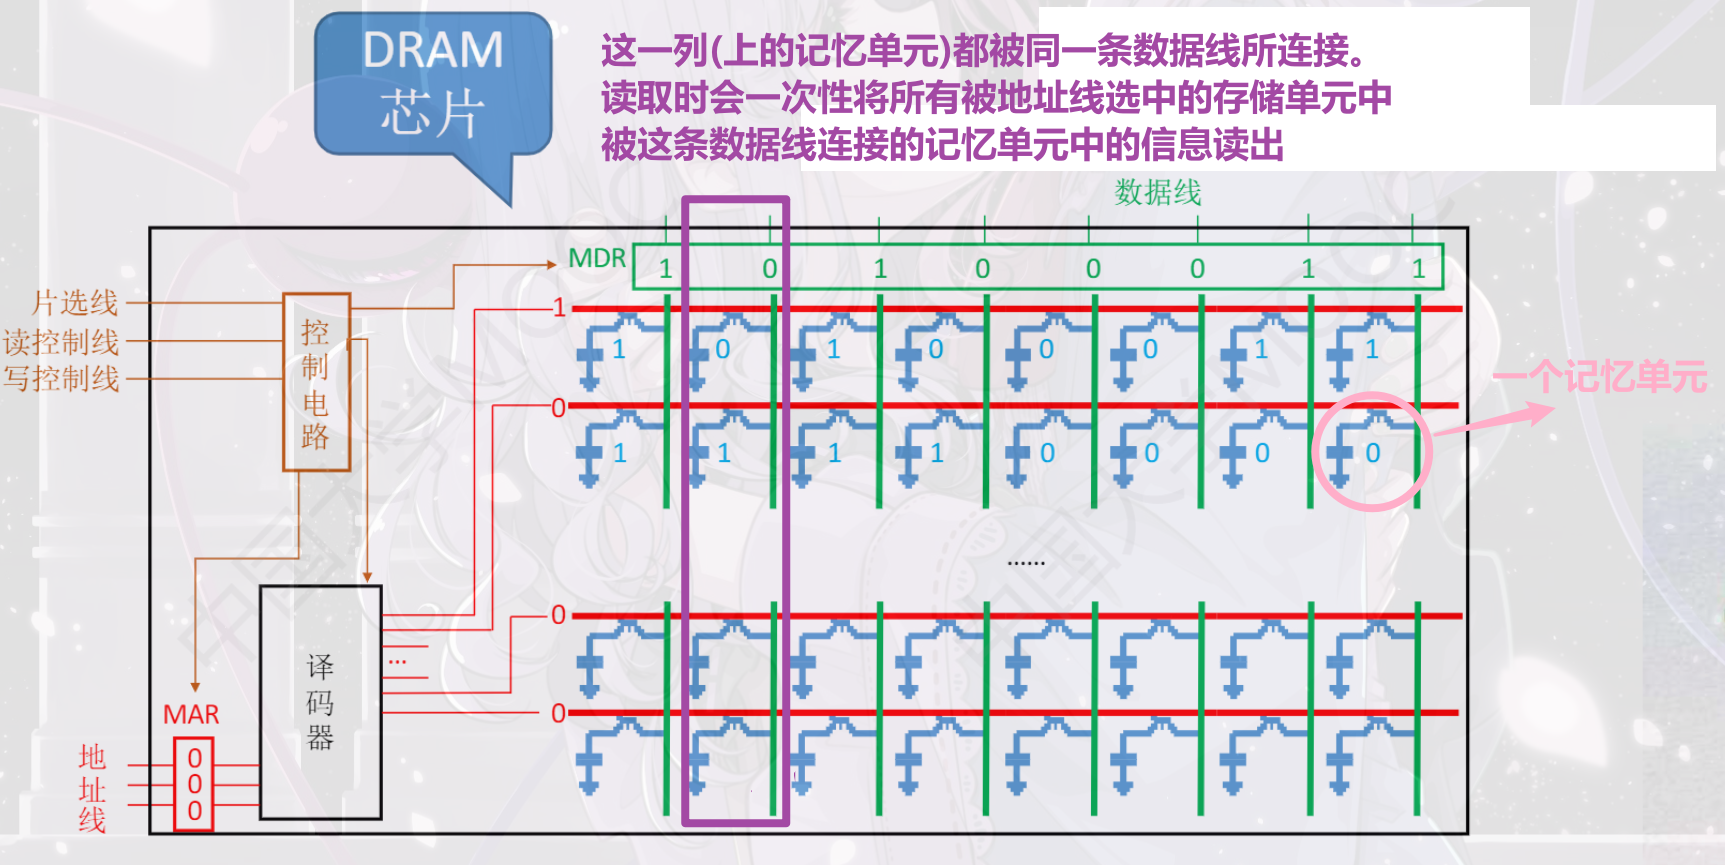 DRAM
芯片
这一列(上的记忆单元)都被同一条数据线所连接。
读取时会一次性将所有被地址线选中的存储单元中
被这条数据线连接的记忆单元中的信息读出
数据线
MDR 1 0 1 0 0 0 1 1
片选线
读控制线
写控制线
控制电路
1
1 0 1 0 0 0 1 1
一个记忆单元
0
1 1 1 1 0 0 0 0
......
0
...
译码器
0
MAR
地址线
0
0
0